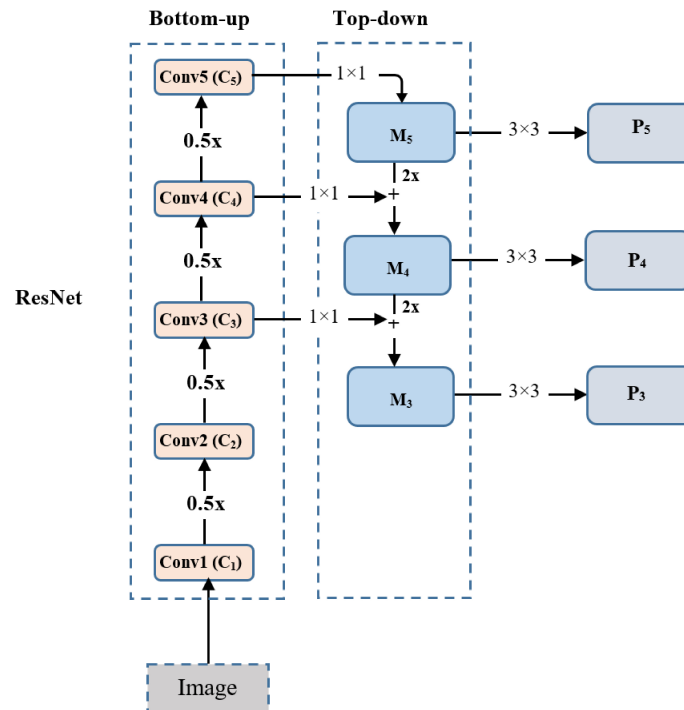 Bottom-up Top-down
Conv5 (C₅) 1×1
M₅ 3×3 P₅
0.5x 2x
Conv4 (C₄) 1×1 +
0.5x M₄ 3×3 P₄
ResNet
2x
Conv3 (C₃) 1×1 +
0.5x M₃ 3×3 P₃
Conv2 (C₂)
0.5x
Conv1 (C₁)
Image